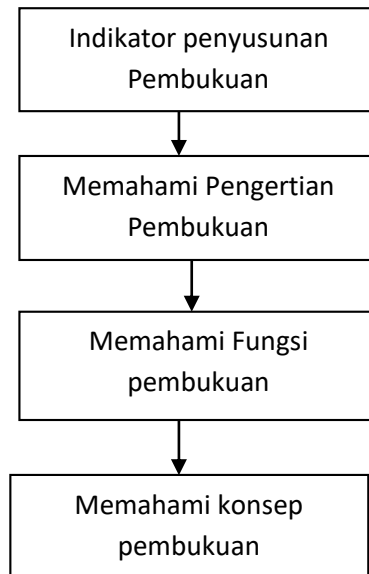 Indikator penyusunan
Pembukuan
Memahami Pengertian
Pembukuan
Memahami Fungsi
pembukuan
Memahami konsep
pembukuan